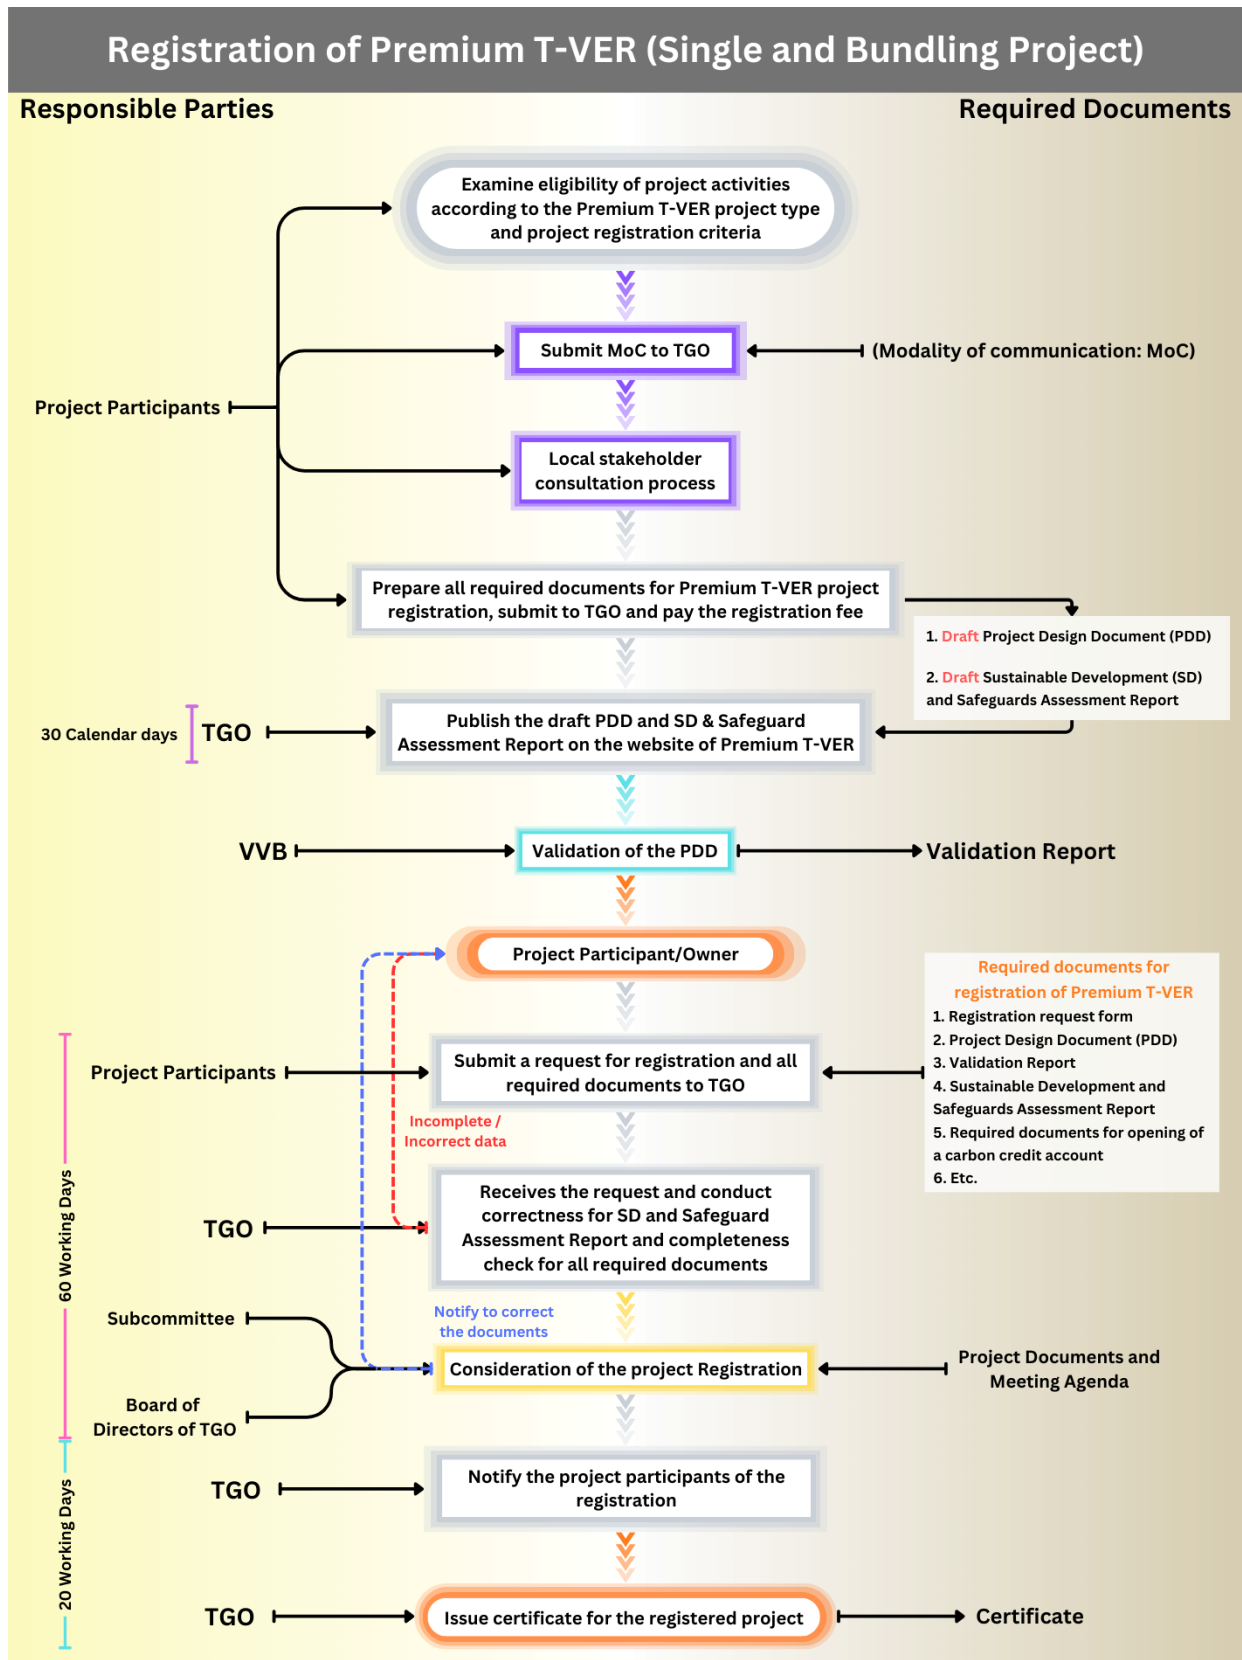 Registration of Premium T-VER (Single and Bundling Project)
Responsible Parties
Required Documents
Examine eligibility of project activities
according to the Premium T-VER project type
and project registration criteria
Submit MoC to TGO
(Modality of communication: MoC)
Project Participants
Local stakeholder
consultation process
Prepare all required documents for Premium T-VER project
registration, submit to TGO and pay the registration fee
1. Draft Project Design Document (PDD)
2. Draft Sustainable Development (SD)
and Safeguards Assessment Report
30 Calendar days
TGO
Publish the draft PDD and SD & Safeguard
Assessment Report on the website of Premium T-VER
VVB
Validation of the PDD
Validation Report
Project Participant/Owner
Required documents for
registration of Premium T-VER
1. Registration request form
2. Project Design Document (PDD)
3. Validation Report
4. Sustainable Development and
Safeguards Assessment Report
5. Required documents for opening of
a carbon credit account
6. Etc.
Project Participants
Submit a request for registration and all
required documents to TGO
Incomplete /
Incorrect data
60 Working Days
TGO
Receives the request and conduct
correctness for SD and Safeguard
Assessment Report and completeness
check for all required documents
Subcommittee
Notify to correct
the documents
Consideration of the project Registration
Project Documents and
Meeting Agenda
Board of
Directors of TGO
20 Working Days
TGO
Notify the project participants of the
registration
TGO
Issue certificate for the registered project
Certificate